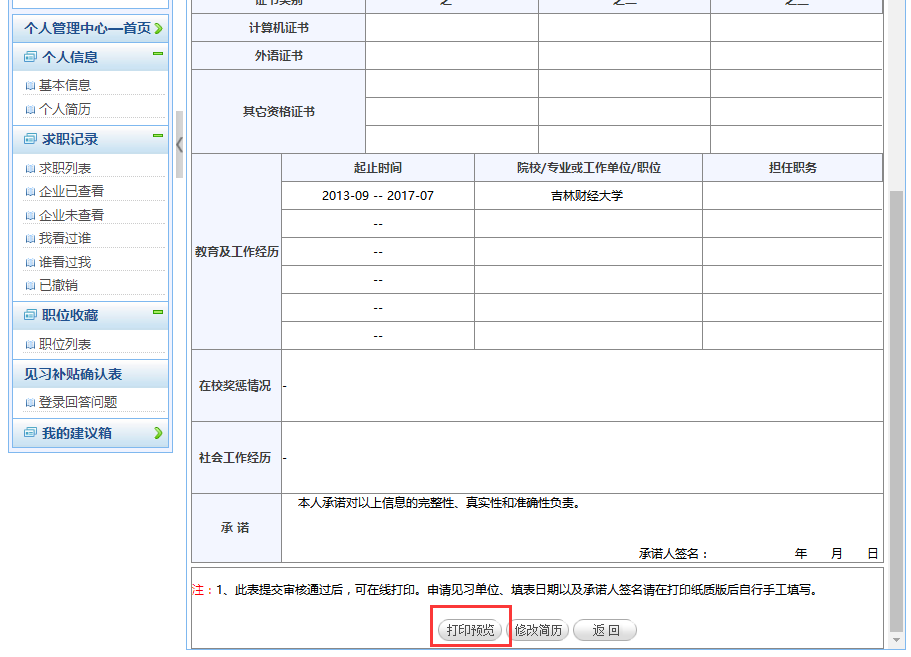 个人管理中心—首页
个人信息
基本信息
个人简历
求职记录
求职列表
企业已查看
企业未查看
我看过谁
谁看过我
已撤销
职位收藏
职位列表
见习补贴确认表
登录回答问题
我的建议箱
证书类别 之一 之二 之三
计算机证书
外语证书
其它资格证书
起止时间 院校/专业或工作单位/职位 担任职务
2013-09 -- 2017-07 吉林财经大学
--
教育及工作经历 --
--
--
--
在校奖惩情况 -
社会工作经历 -
本人承诺对以上信息的完整性、真实性和准确性负责。
承 诺
承诺人签名： 年 月 日
注：1、此表提交审核通过后，可在线打印。申请见习单位、填表日期以及承诺人签名请在打印纸质版后自行手工填写。
打印预览 修改简历 返 回